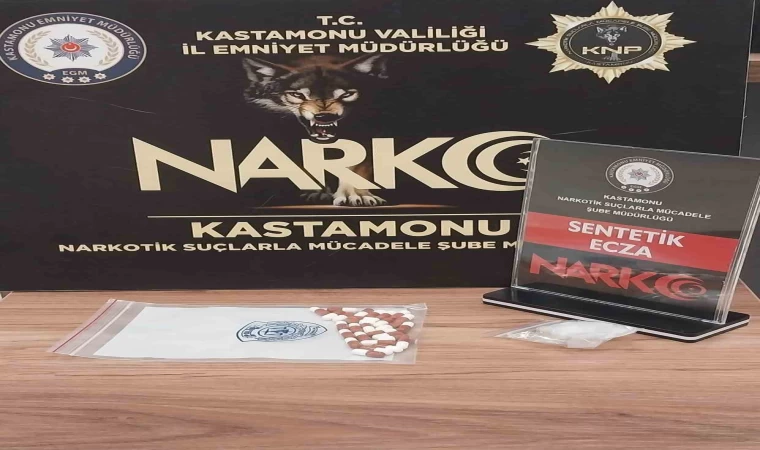 KASTAMONU EMNİYET MÜDÜRLÜĞÜ
EGM
T.C.
KASTAMONU VALİLİĞİ
İL EMNİYET MÜDÜRLÜĞÜ
KNP
NARKO
KASTAMONU
NARKOTİK SUÇLARLA MÜCADELE ŞUBE
KASTAMONU
NARKOTİK SUÇLARLA MÜCADELE
ŞUBE MÜDÜRLÜĞÜ
SENTETİK
ECZA
NARKO